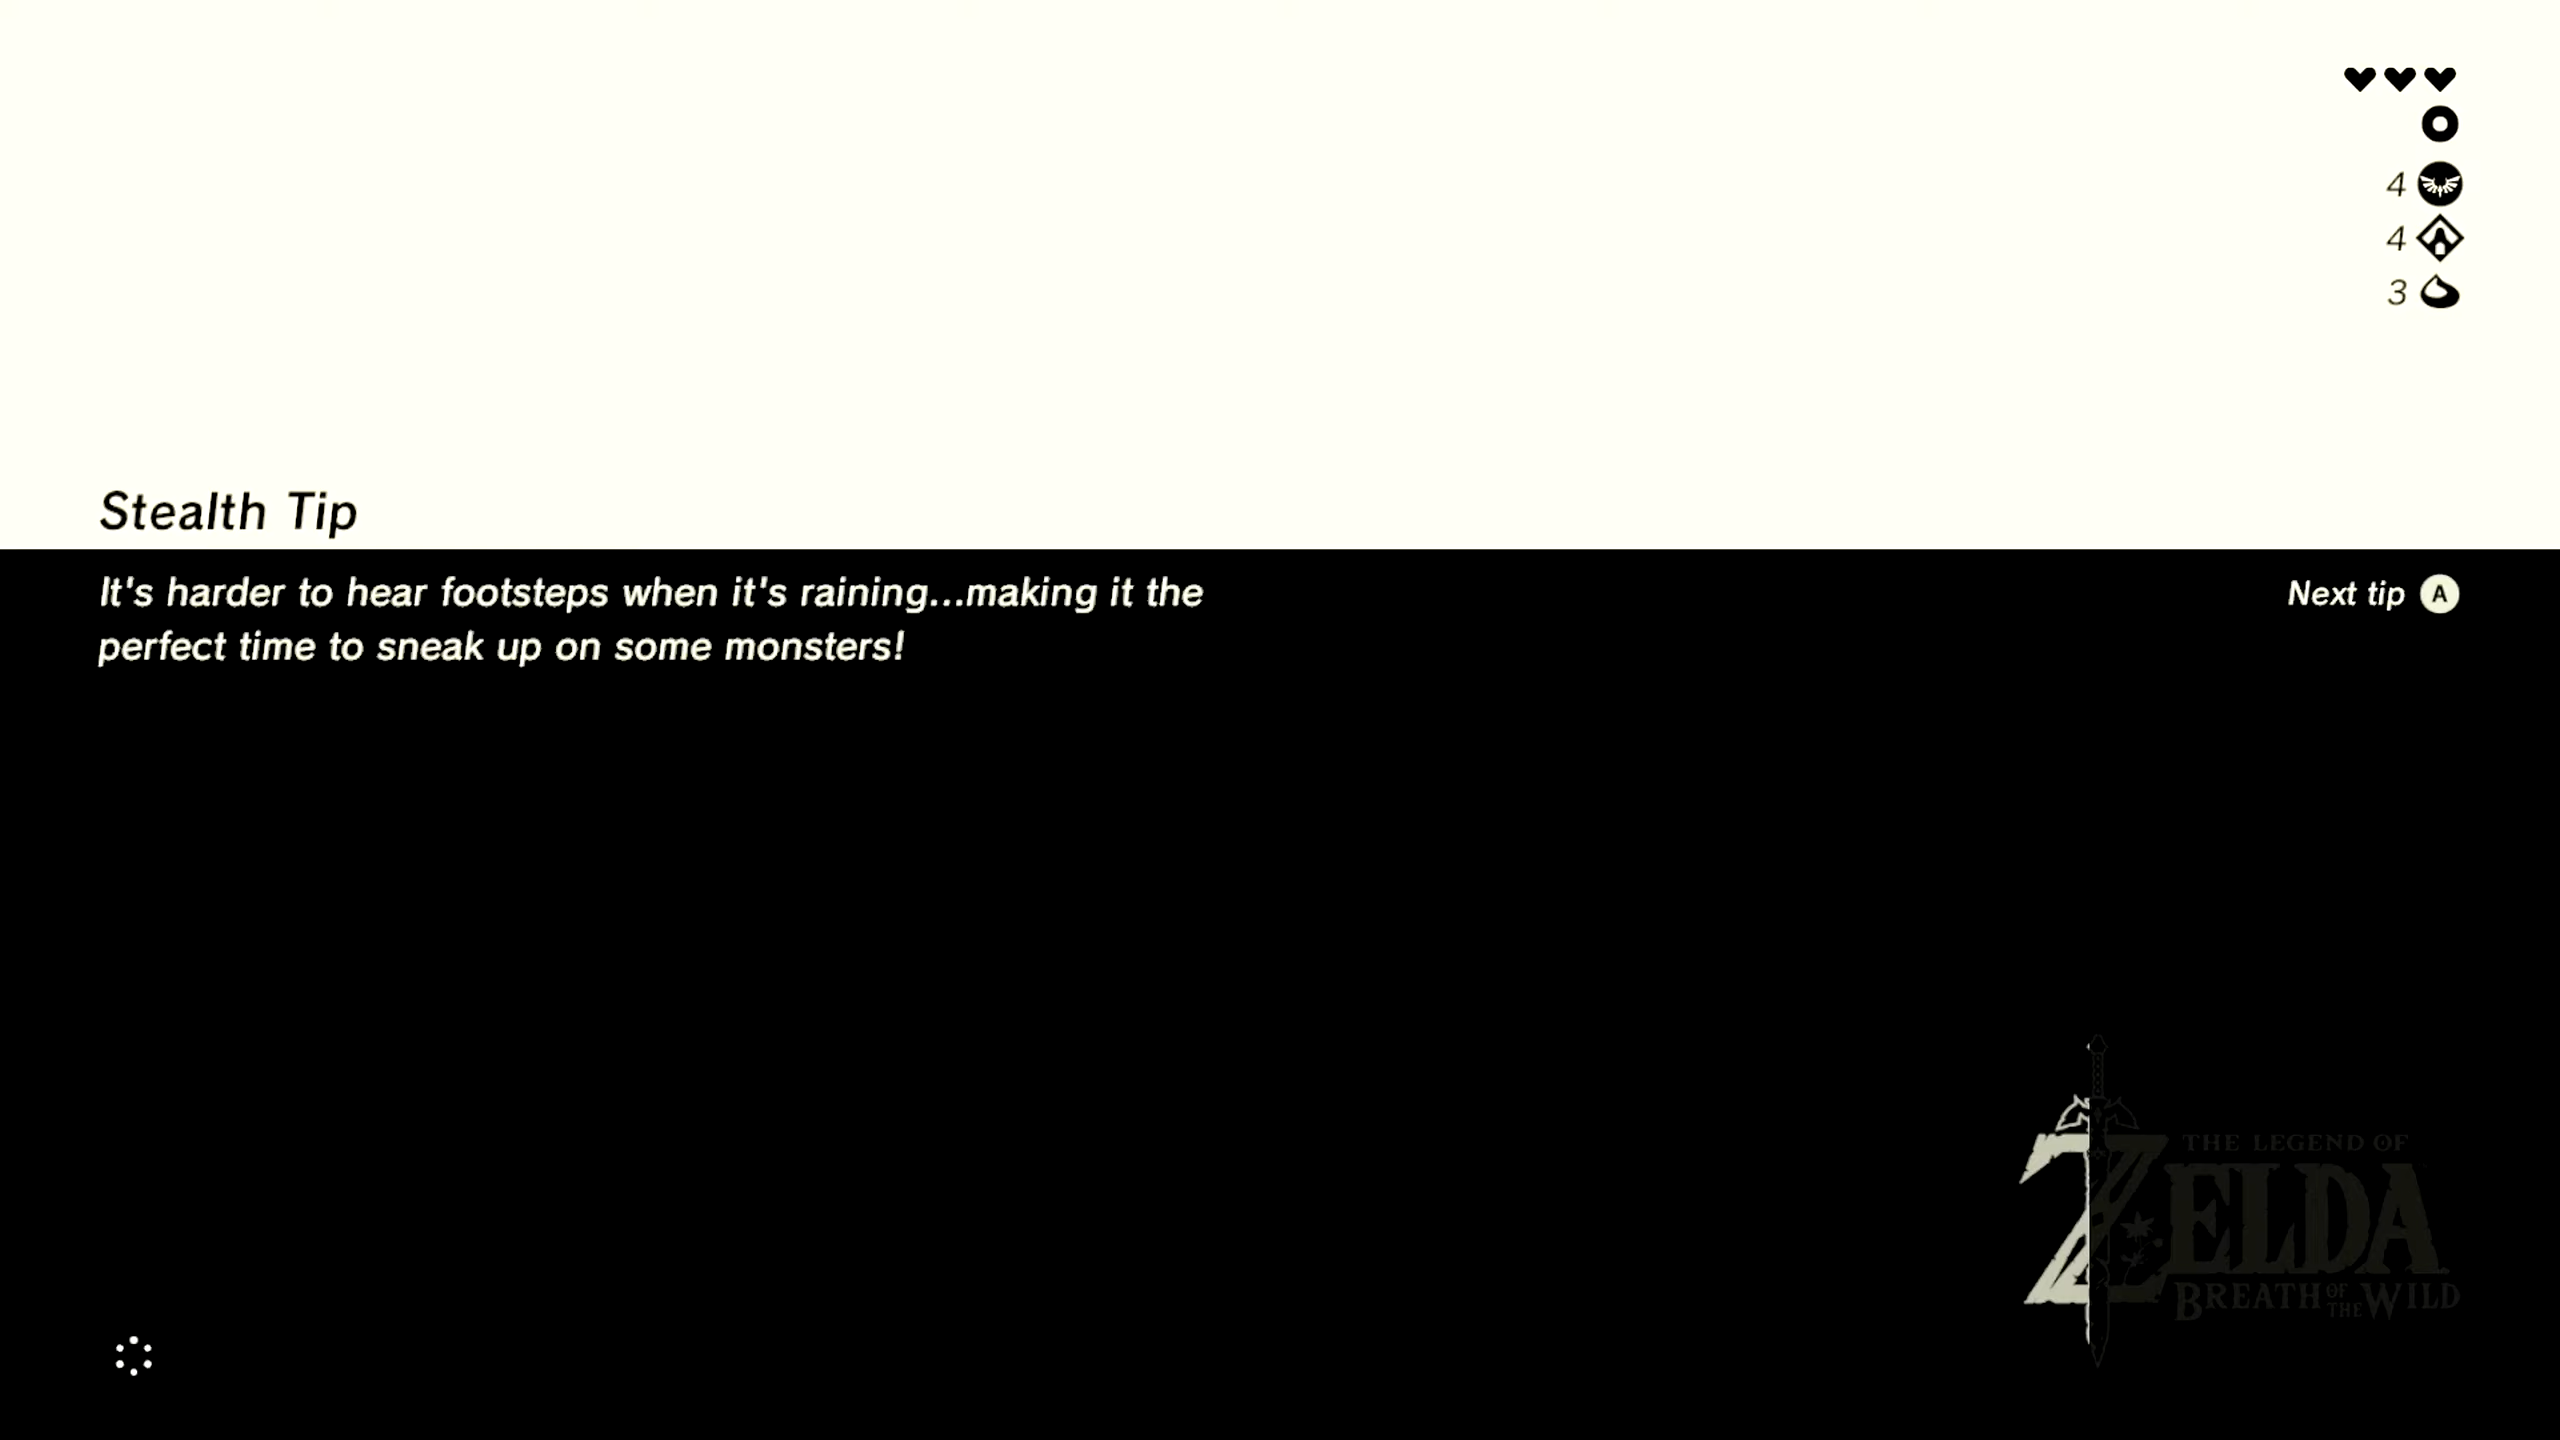 4
4
3
Stealth Tip
It's harder to hear footsteps when it's raining...making it the
perfect time to sneak up on some monsters!
Next tip A
THE LEGEND OF
ZELDA
BREATH OF THE WILD